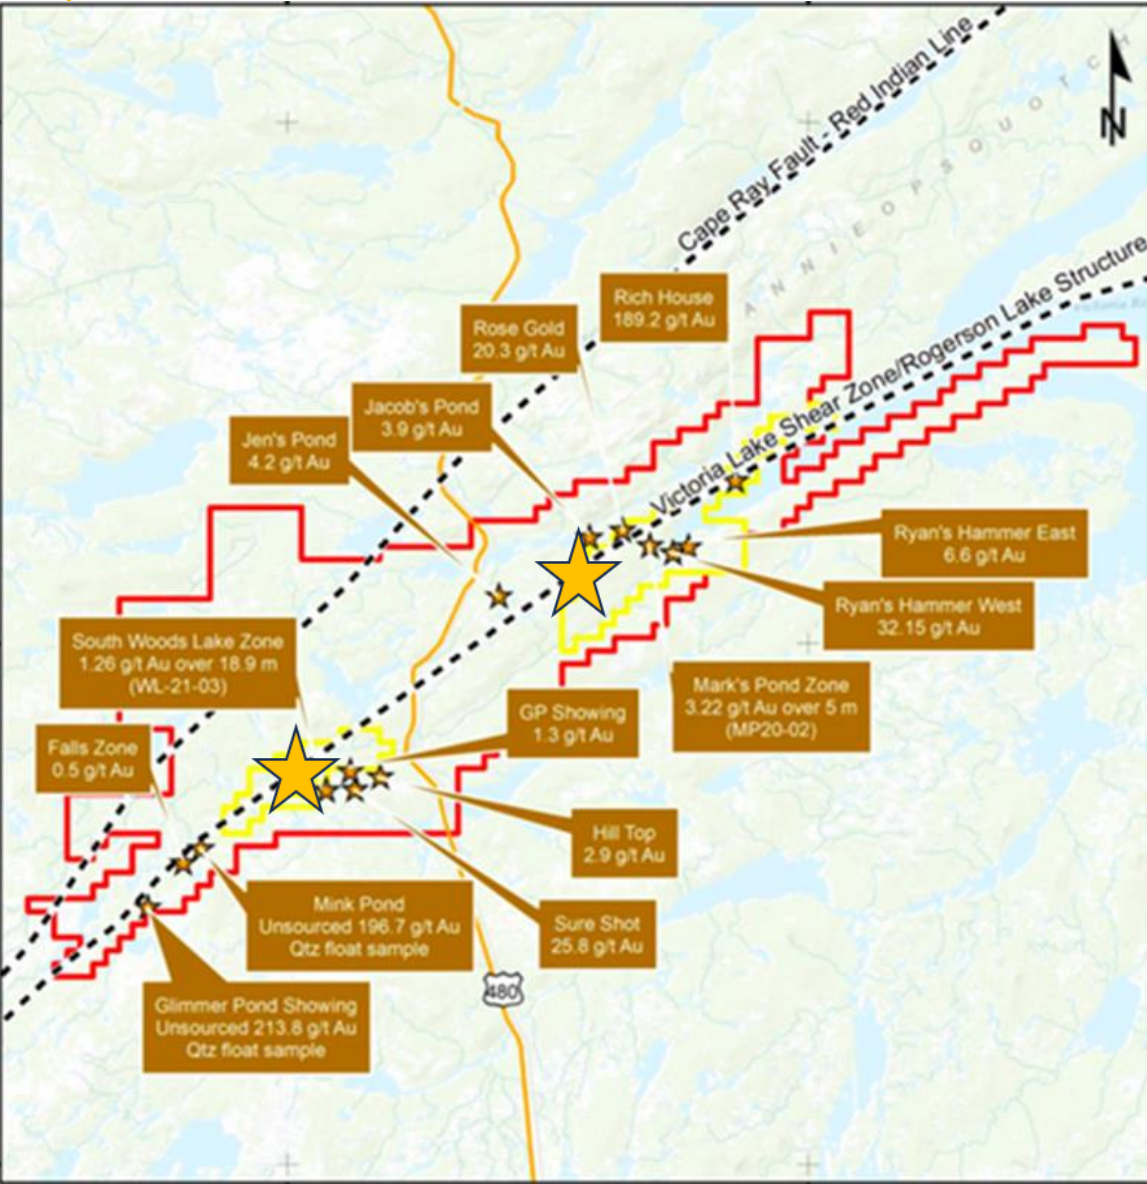 Cape Ray Fault - Red Indian Line
N
ANNIEOPSQUOTCH
Victoria Lake Shear Zone/Rogerson Lake Structure
Rich House
189.2 g/t Au
Rose Gold
20.3 g/t Au
Jacob's Pond
3.9 g/t Au
Jen's Pond
4.2 g/t Au
Ryan's Hammer East
6.6 g/t Au
Ryan's Hammer West
32.15 g/t Au
South Woods Lake Zone
1.26 g/t Au over 18.9 m
(WL-21-03)
Mark's Pond Zone
3.22 g/t Au over 5 m
(MP20-02)
GP Showing
1.3 g/t Au
Falls Zone
0.5 g/t Au
Hill Top
2.9 g/t Au
Mink Pond
Unsourced 196.7 g/t Au
Qtz float sample
Sure Shot
25.8 g/t Au
480
Glimmer Pond Showing
Unsourced 213.8 g/t Au
Qtz float sample